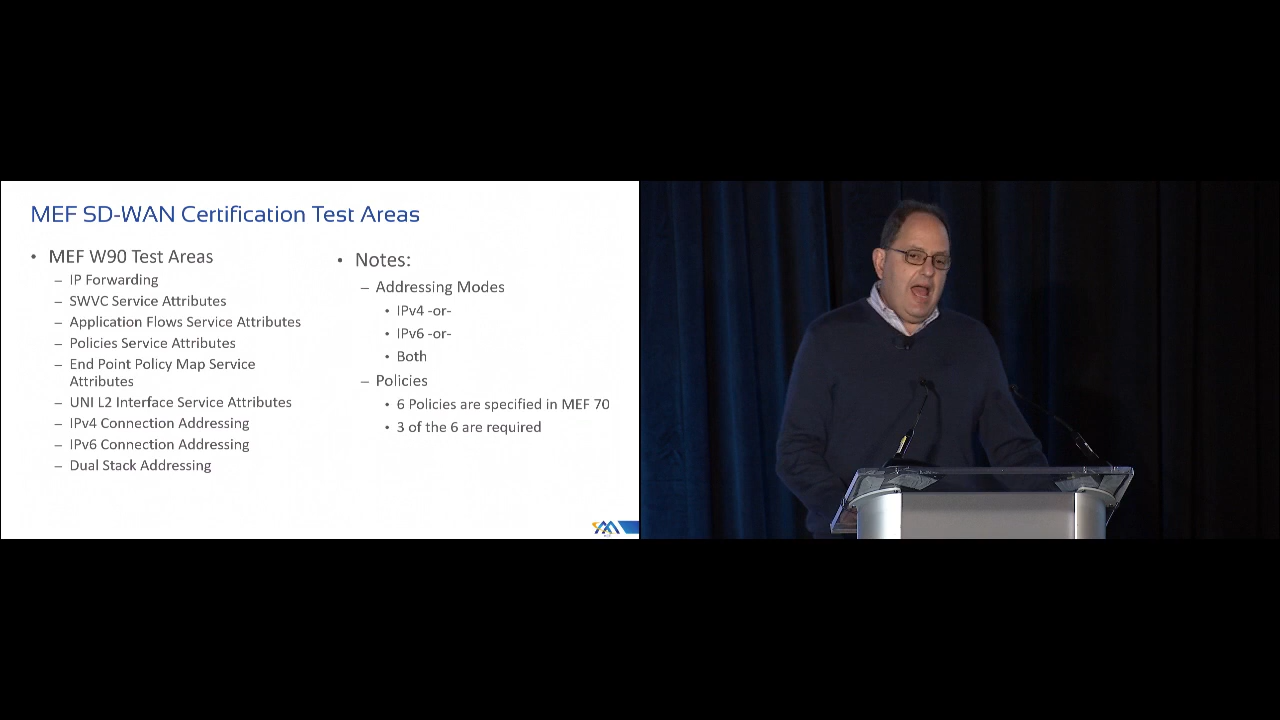 MEF SD-WAN Certification Test Areas
• MEF W90 Test Areas
– IP Forwarding
– SWVC Service Attributes
– Application Flows Service Attributes
– Policies Service Attributes
– End Point Policy Map Service
Attributes
– UNI L2 Interface Service Attributes
– IPv4 Connection Addressing
– IPv6 Connection Addressing
– Dual Stack Addressing
• Notes:
– Addressing Modes
• IPv4 -or-
• IPv6 -or-
• Both
– Policies
• 6 Policies are specified in MEF 70
• 3 of the 6 are required